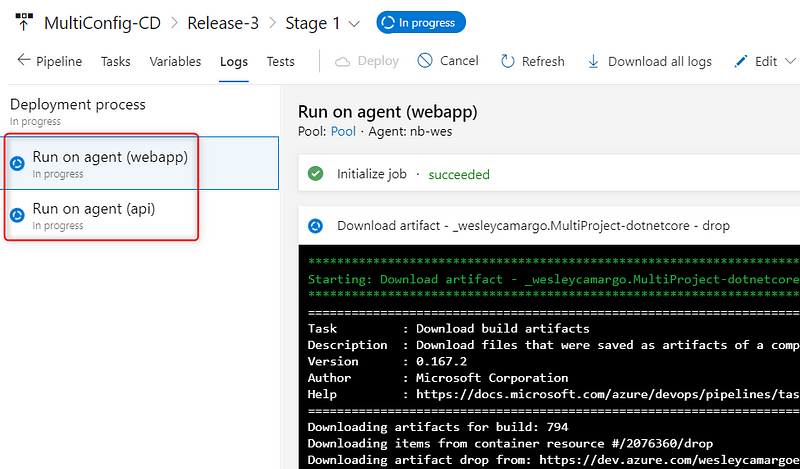 MultiConfig-CD > Release-3 > Stage 1 In progress
Pipeline Tasks Variables Logs Tests Deploy Cancel Refresh Download all logs Edit
Deployment process
In progress
Run on agent (webapp)
In progress
Run on agent (api)
In progress
Run on agent (webapp)
Pool: Pool · Agent: nb-wes
Initialize job · succeeded
Download artifact - _wesleycamargo.MultiProject-dotnetcore - drop
******************************************************************
Starting: Download artifact - _wesleycamargo.MultiProject-dotnetcore
******************************************************************
==================================================================
Task : Download build artifacts
Description : Download files that were saved as artifacts of a comp
Version : 0.167.2
Author : Microsoft Corporation
Help : https://docs.microsoft.com/azure/devops/pipelines/tas
==================================================================
Downloading artifacts for build: 794
Downloading items from container resource #/2076360/drop
Downloading artifact drop from: https://dev.azure.com/wesleycamargoe